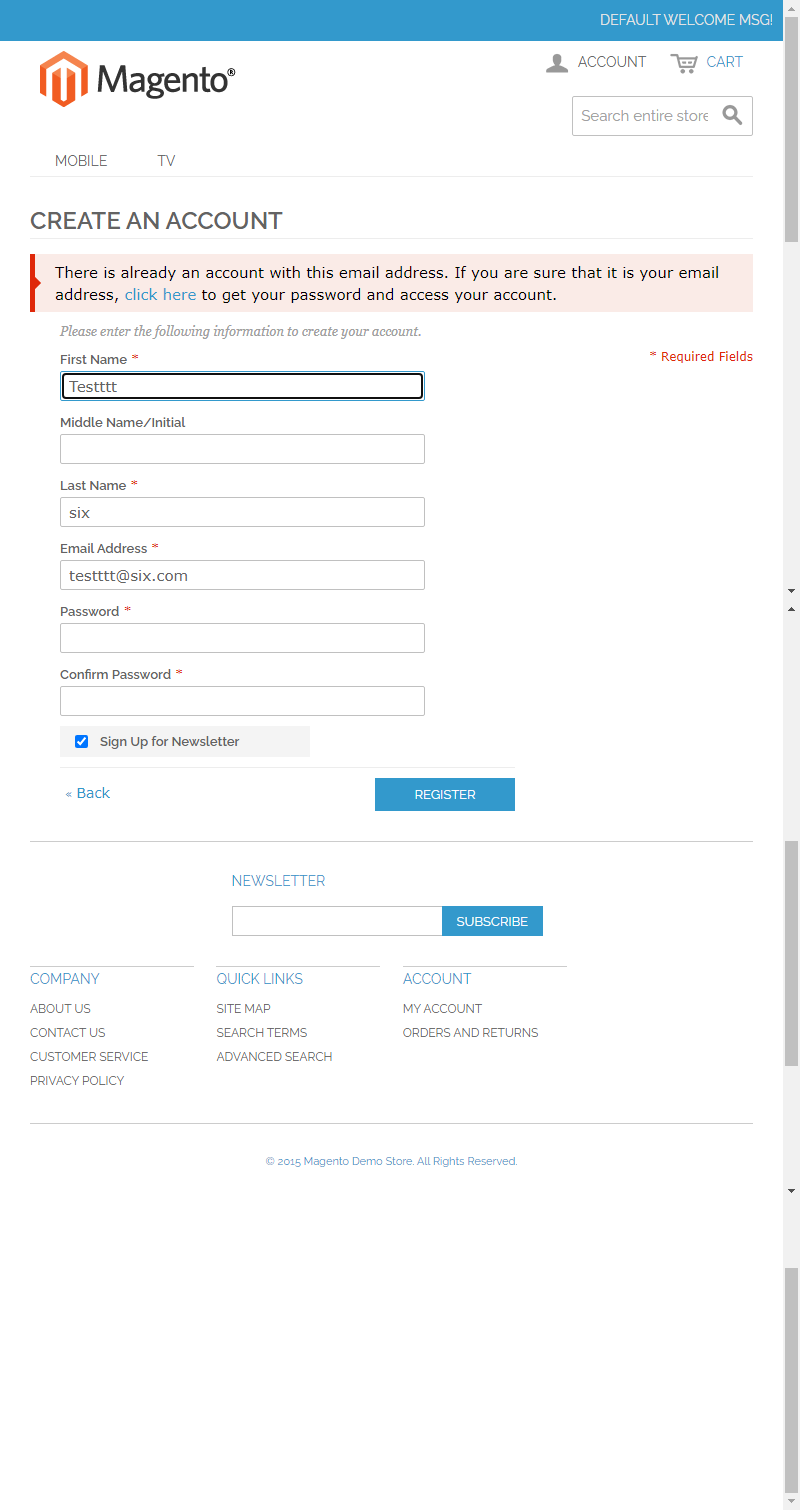 DEFAULT WELCOME MSG!
Magento®
ACCOUNT
CART
Search entire store
MOBILE
TV
CREATE AN ACCOUNT
There is already an account with this email address. If you are sure that it is your email
address, click here to get your password and access your account.
Please enter the following information to create your account.
First Name *
* Required Fields
Testttt
Middle Name/Initial
Last Name *
six
Email Address *
testttt@six.com
Password *
Confirm Password *
Sign Up for Newsletter
« Back
REGISTER
NEWSLETTER
SUBSCRIBE
COMPANY
ABOUT US
CONTACT US
CUSTOMER SERVICE
PRIVACY POLICY
QUICK LINKS
SITE MAP
SEARCH TERMS
ADVANCED SEARCH
ACCOUNT
MY ACCOUNT
ORDERS AND RETURNS
© 2015 Magento Demo Store. All Rights Reserved.